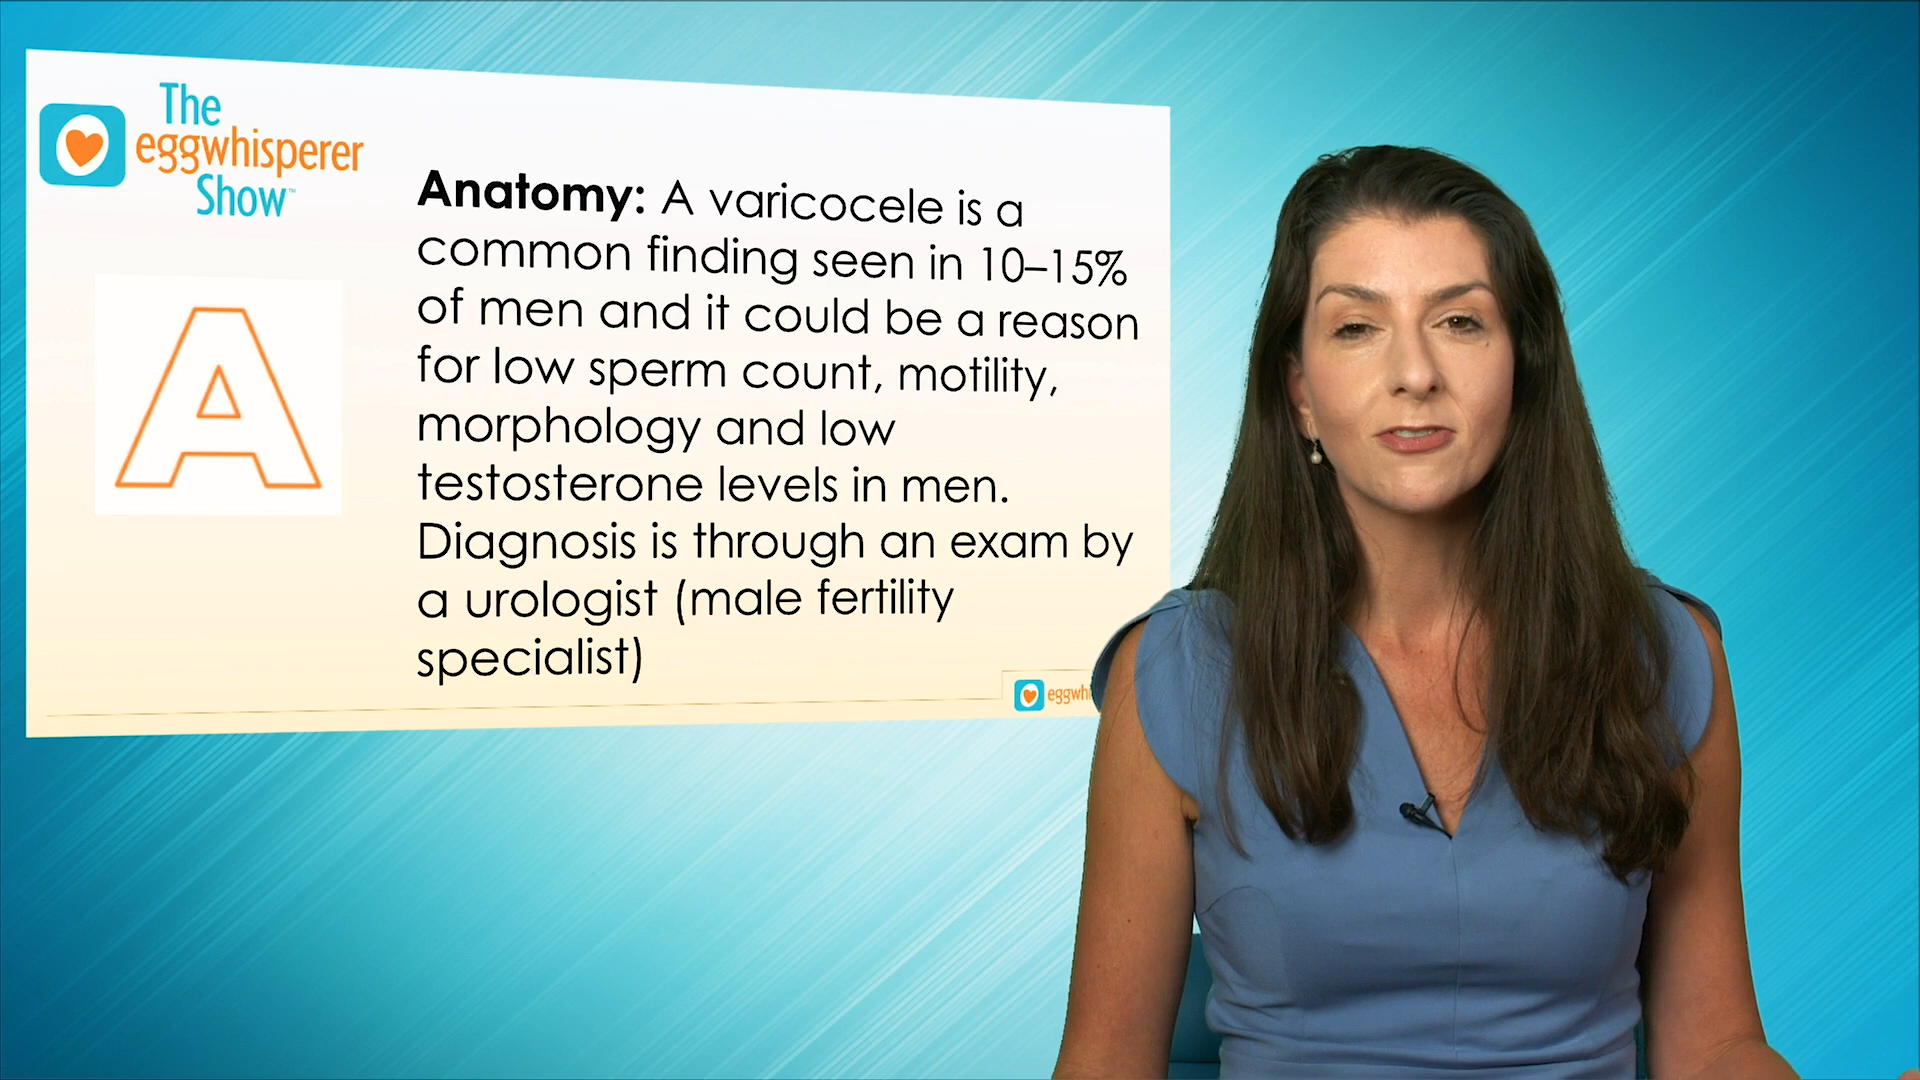 The
eggwhisperer
Show™
A
Anatomy: A varicocele is a
common finding seen in 10–15%
of men and it could be a reason
for low sperm count, motility,
morphology and low
testosterone levels in men.
Diagnosis is through an exam by
a urologist (male fertility
specialist)
eggwhi